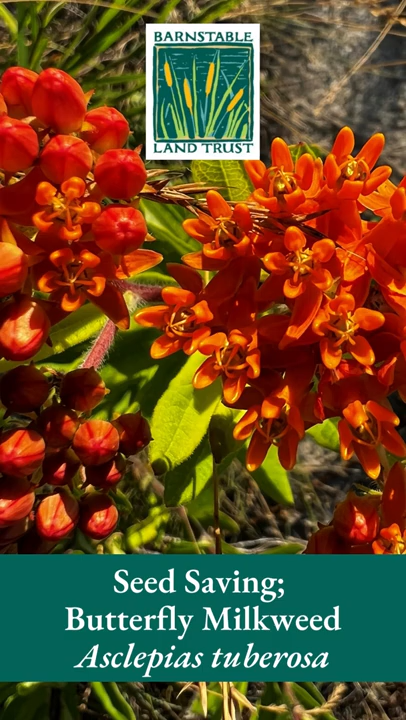 BARNSTABLE
LAND TRUST
Seed Saving;
Butterfly Milkweed
Asclepias tuberosa